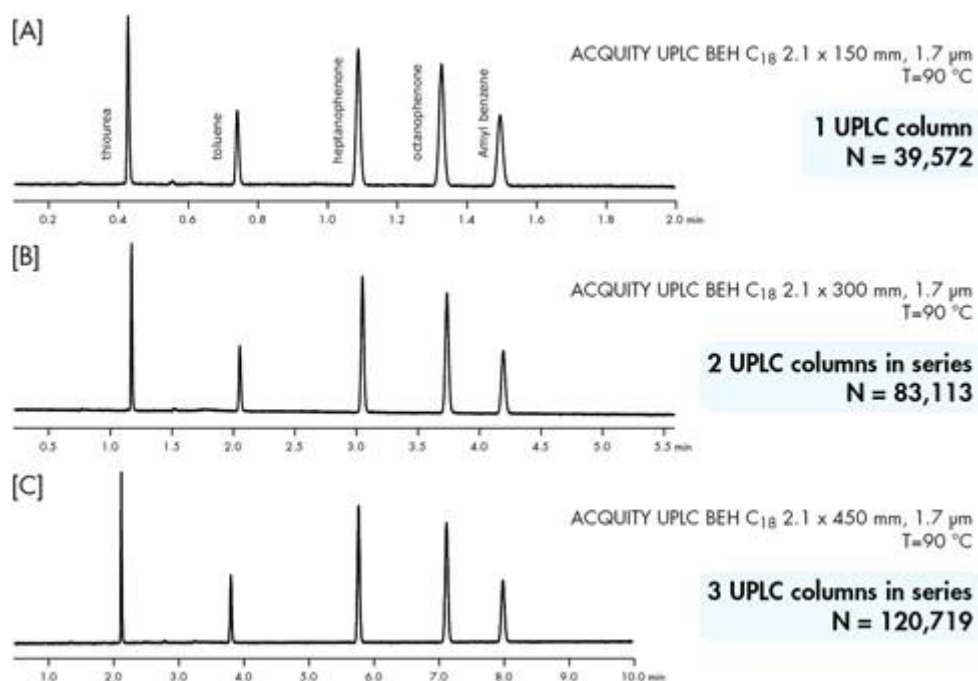 [A]
ACQUITY UPLC BEH C18 2.1 x 150 mm, 1.7 µm
T=90 °C
1 UPLC column
N = 39,572
thiourea
toluene
heptanophenone
octanophenone
Amyl benzene
0.2 0.4 0.6 0.8 1.0 1.2 1.4 1.6 1.8 2.0 min
[B]
ACQUITY UPLC BEH C18 2.1 x 300 mm, 1.7 µm
T=90 °C
2 UPLC columns in series
N = 83,113
0.5 1.0 1.5 2.0 2.5 3.0 3.5 4.0 4.5 5.0 5.5 min
[C]
ACQUITY UPLC BEH C18 2.1 x 450 mm, 1.7 µm
T=90 °C
3 UPLC columns in series
N = 120,719
1.0 2.0 3.0 4.0 5.0 6.0 7.0 8.0 9.0 10.0 min